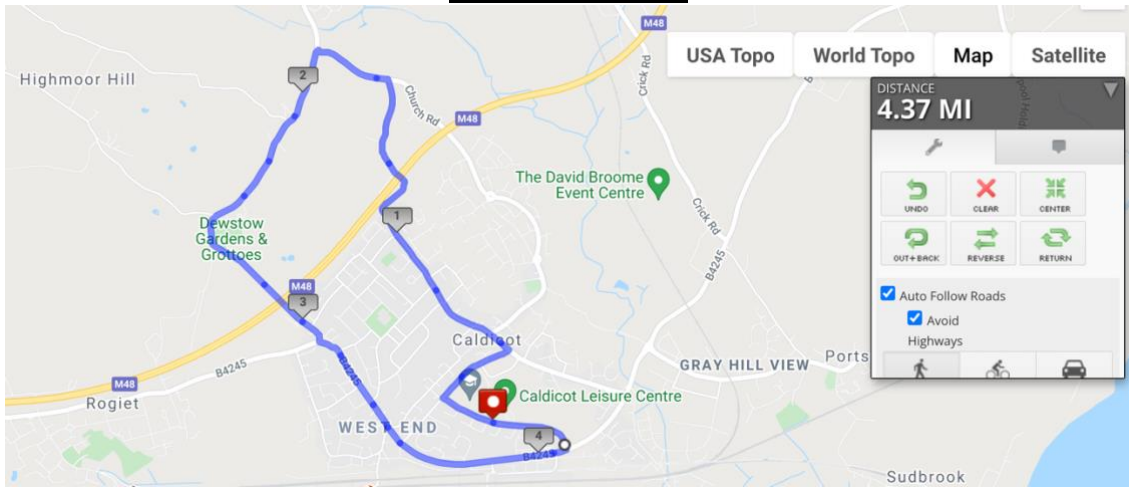 M48
USA Topo
World Topo
Map
Satellite
Highmoor Hill
2
Crick Rd
DISTANCE
4.37 MI
Church Rd
M48
The David Broome
Event Centre
UNDO
CLEAR
CENTER
1
Crick Rd
Dewstow
Gardens &
Grottoes
OUT+BACK
REVERSE
RETURN
B4245
M48
3
Auto Follow Roads
Avoid
Highways
Caldicot
B4245
B4245
GRAY HILL VIEW
Ports
M48
Rogiet
Caldicot Leisure Centre
WEST END
4
B4245
Sudbrook